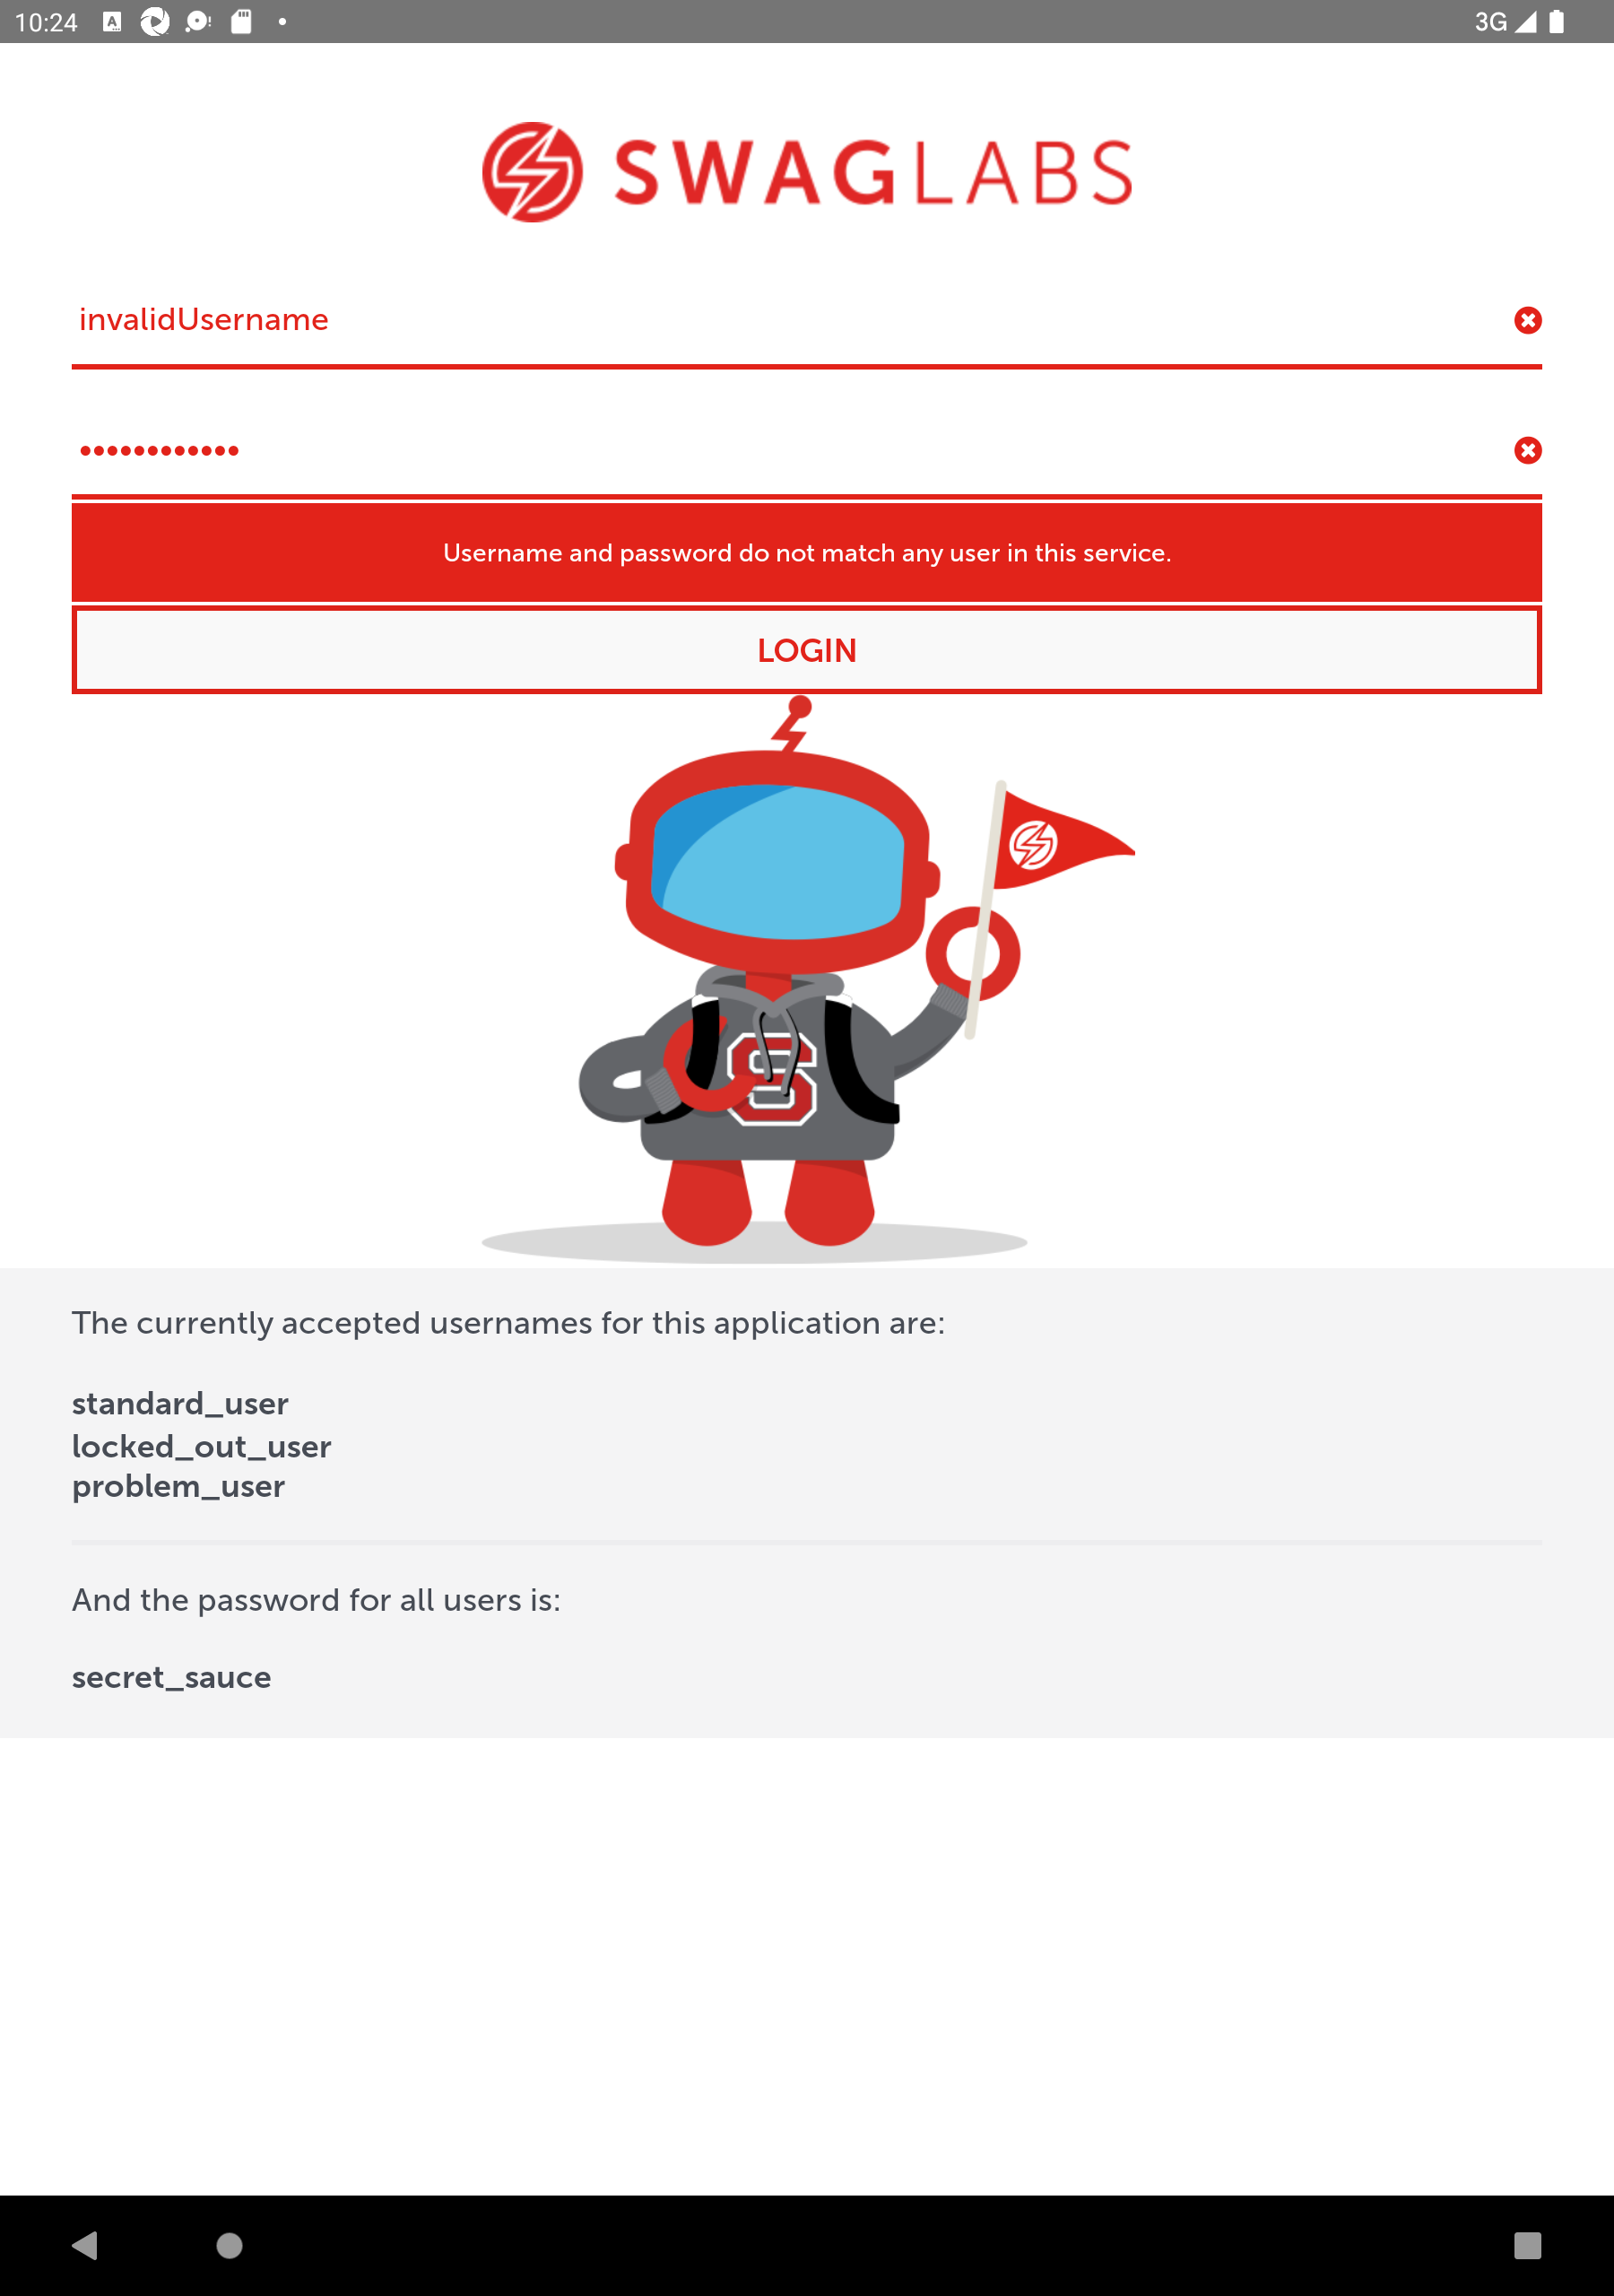 10:24
3G
SWAGLABS
invalidUsername
••••••••••••
Username and password do not match any user in this service.
LOGIN
S
The currently accepted usernames for this application are:
standard_user
locked_out_user
problem_user
And the password for all users is:
secret_sauce